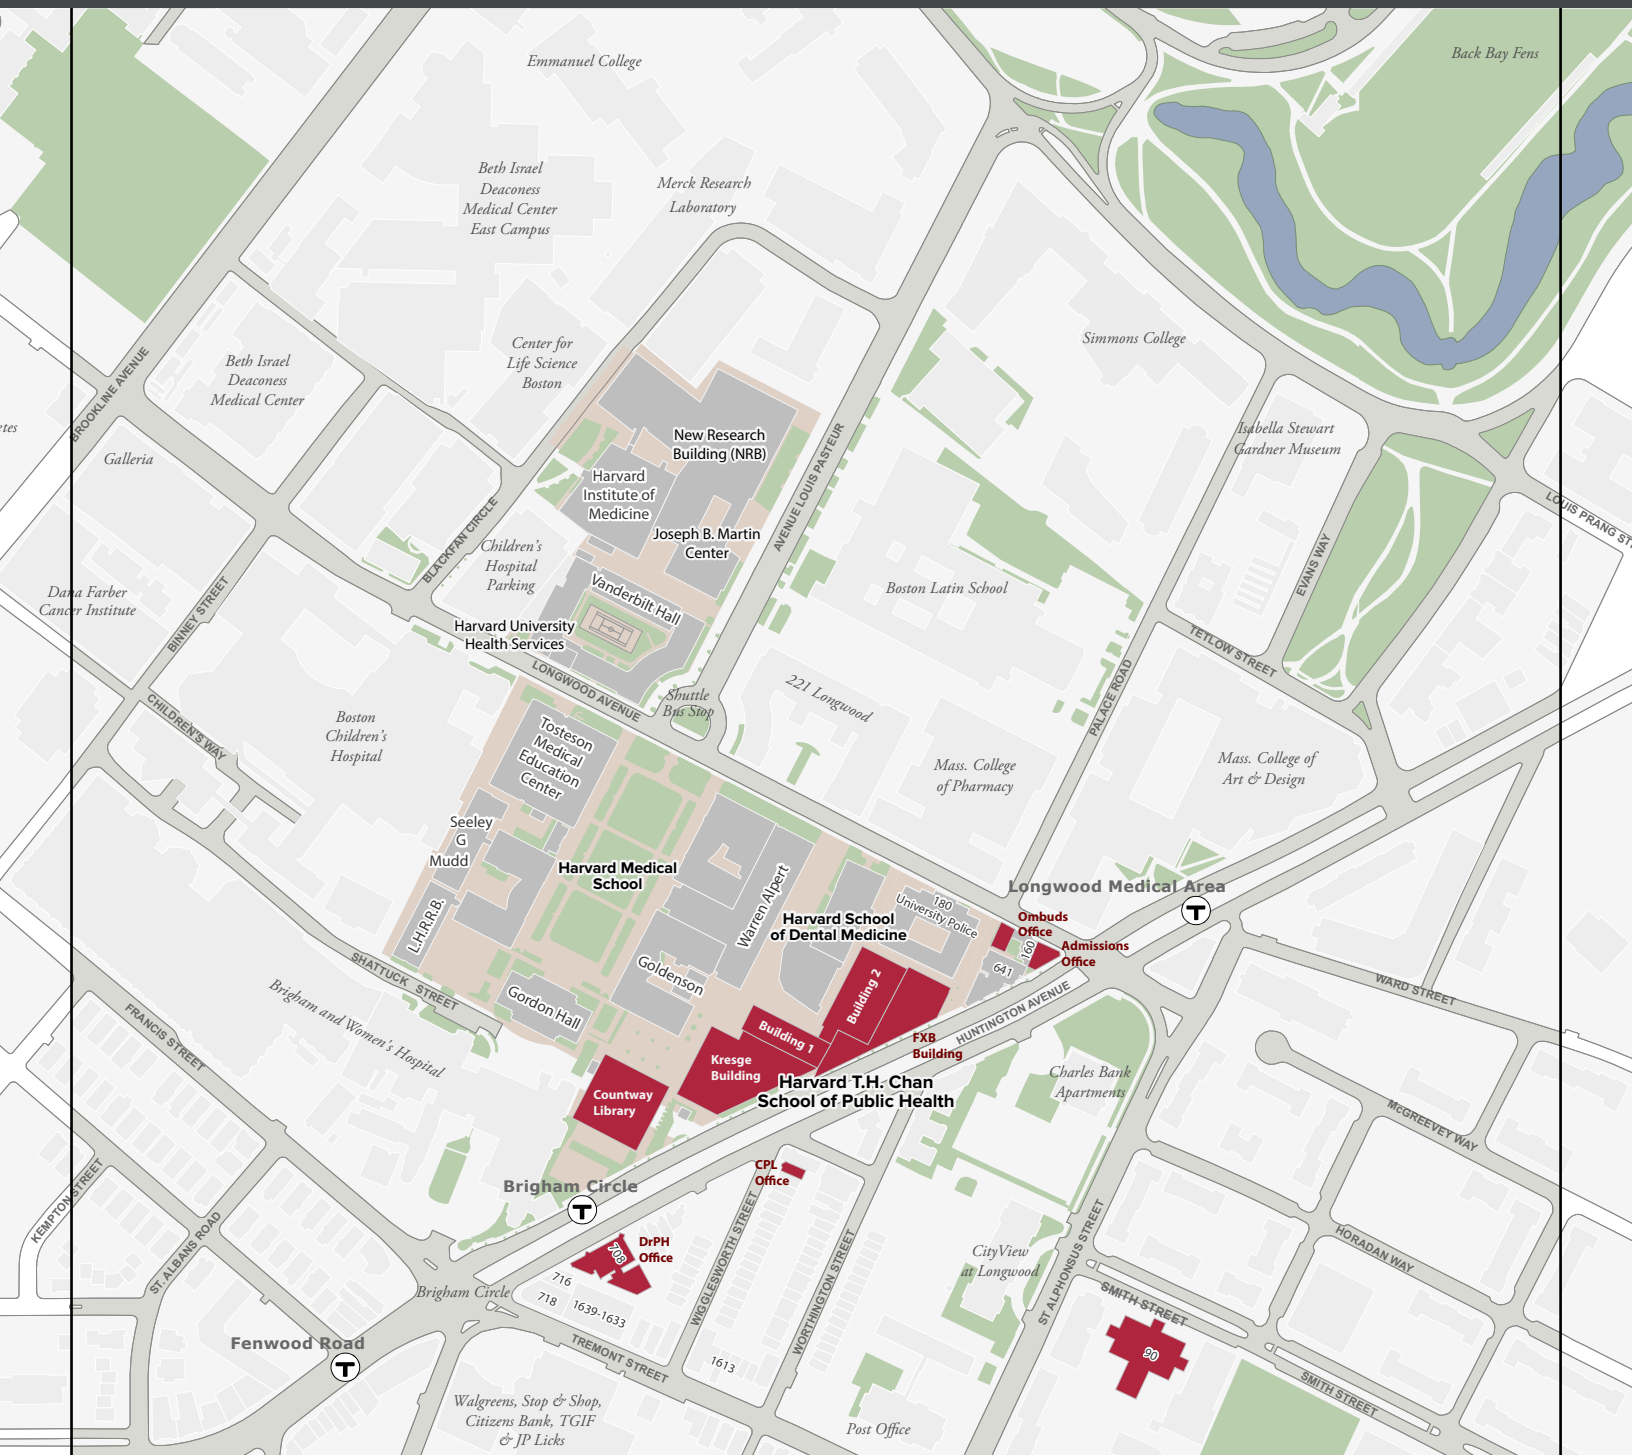 Emmanuel College
Back Bay Fens
Beth Israel
Deaconess
Medical Center
East Campus
Merck Research
Laboratory
Simmons College
Center for
Life Science
Boston
Beth Israel
Deaconess
Medical Center
BROOKLINE AVENUE
Galleria
New Research
Building (NRB)
Harvard
Institute of
Medicine
Joseph B. Martin
Center
AVENUE LOUIS PASTEUR
Isabella Stewart
Gardner Museum
LOUIS PRANG ST
EVANS WAY
BLACKFAN CIRCLE
Children's
Hospital
Parking
Vanderbilt Hall
Harvard University
Health Services
Boston Latin School
Dana Farber
Cancer Institute
BINNEY STREET
TETLOW STREET
LONGWOOD AVENUE
Shuttle
Bus Stop
221 Longwood
PALACE ROAD
CHILDREN'S WAY
Boston
Children's
Hospital
Tosteson
Medical
Education
Center
Mass. College
of Pharmacy
Mass. College of
Art & Design
Seeley
G
Mudd
Harvard Medical
School
Warren Alpert
L.H.R.R.B.
Longwood Medical Area
T
180
University Police
Harvard School
of Dental Medicine
Ombuds
Office
160
Admissions
Office
641
SHATTUCK STREET
Goldenson
Gordon Hall
Building 2
Building 1
HUNTINGTON AVENUE
WARD STREET
FRANCIS STREET
Brigham and Women's Hospital
Kresge
Building
FXB
Building
Harvard T.H. Chan
School of Public Health
Countway
Library
Charles Bank
Apartments
McGREEVEY WAY
CPL
Office
Brigham Circle
T
KEMPTON STREET
ST. ALBANS ROAD
DrPH
Office
708
716
718
1639-1633
WIGGLESWORTH STREET
WORTHINGTON STREET
CityView
at Longwood
ST ALPHONSUS STREET
HORADAN WAY
SMITH STREET
Brigham Circle
Fenwood Road
T
TREMONT STREET
1613
90
SMITH STREET
Walgreens, Stop & Shop,
Citizens Bank, TGIF
& JP Licks
Post Office